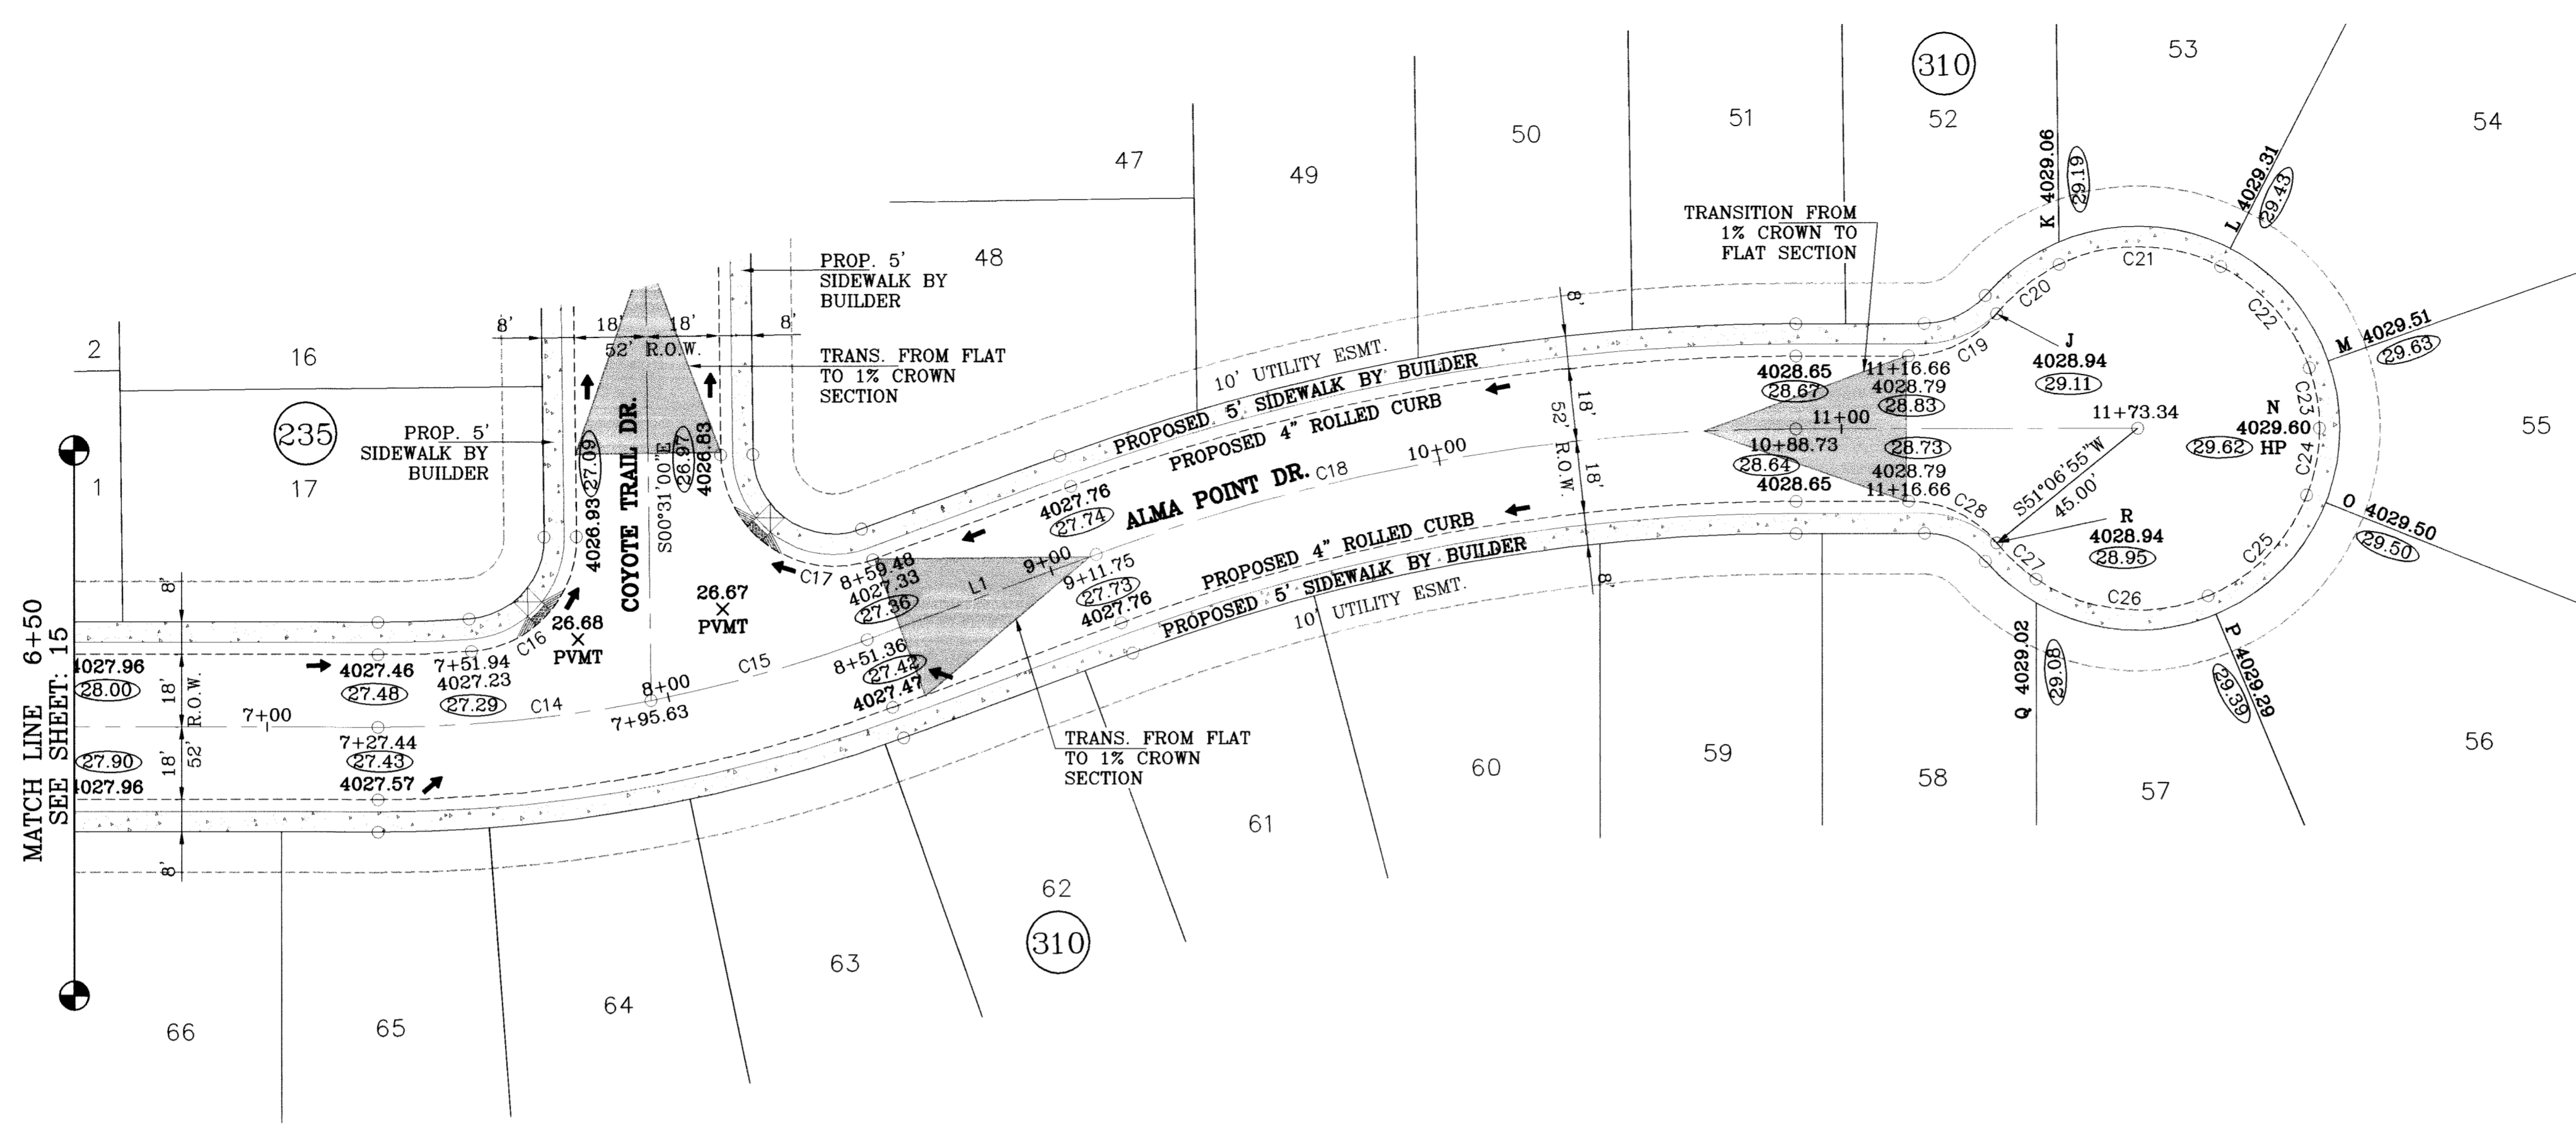 MATCH LINE 6+50
SEE SHEET: 15
2
1
16
235
17
PROP. 5'
SIDEWALK BY
BUILDER
8'
18'
18'
8'
52' R.O.W.
PROP. 5'
SIDEWALK BY
BUILDER
TRANS. FROM FLAT
TO 1% CROWN
SECTION
COYOTE TRAIL DR.
S00°31'00"E
4026.93
27.09
26.97
4026.83
26.68
PVMT
26.67
PVMT
8'
18'
52' R.O.W.
18'
8'
4027.96
28.00
27.90
4027.96
7+00
4027.46
27.48
7+27.44
27.43
4027.57
7+51.94
4027.23
27.29
C16
C14
8+00
7+95.63
C15
C17
8+59.48
4027.33
27.36
L1
9+00
8+51.36
27.42
4027.47
9+11.75
27.73
4027.76
4027.76
27.74
TRANS. FROM FLAT
TO 1% CROWN
SECTION
47
48
49
50
51
310
52
53
54
55
56
57
58
59
60
61
62
310
63
64
65
66
10' UTILITY ESMT.
PROPOSED 5' SIDEWALK BY BUILDER
PROPOSED 4" ROLLED CURB
ALMA POINT DR.
C18
10+00
PROPOSED 4" ROLLED CURB
PROPOSED 5' SIDEWALK BY BUILDER
10' UTILITY ESMT.
8'
18'
52' R.O.W.
18'
8'
TRANSITION FROM
1% CROWN TO
FLAT SECTION
4028.65
28.67
11+16.66
4028.79
28.83
11+00
10+88.73
28.64
4028.65
28.73
4028.79
11+16.66
C19
C20
C21
C22
C23
C24
C25
C26
C27
C28
J
4028.94
29.11
K 4029.06
29.19
L 4029.31
29.43
M 4029.51
29.63
N
4029.60
29.62 HP
O 4029.50
29.50
P 4029.29
29.39
Q 4029.02
29.08
R
4028.94
28.95
11+73.34
S51°06'55"W
45.00'